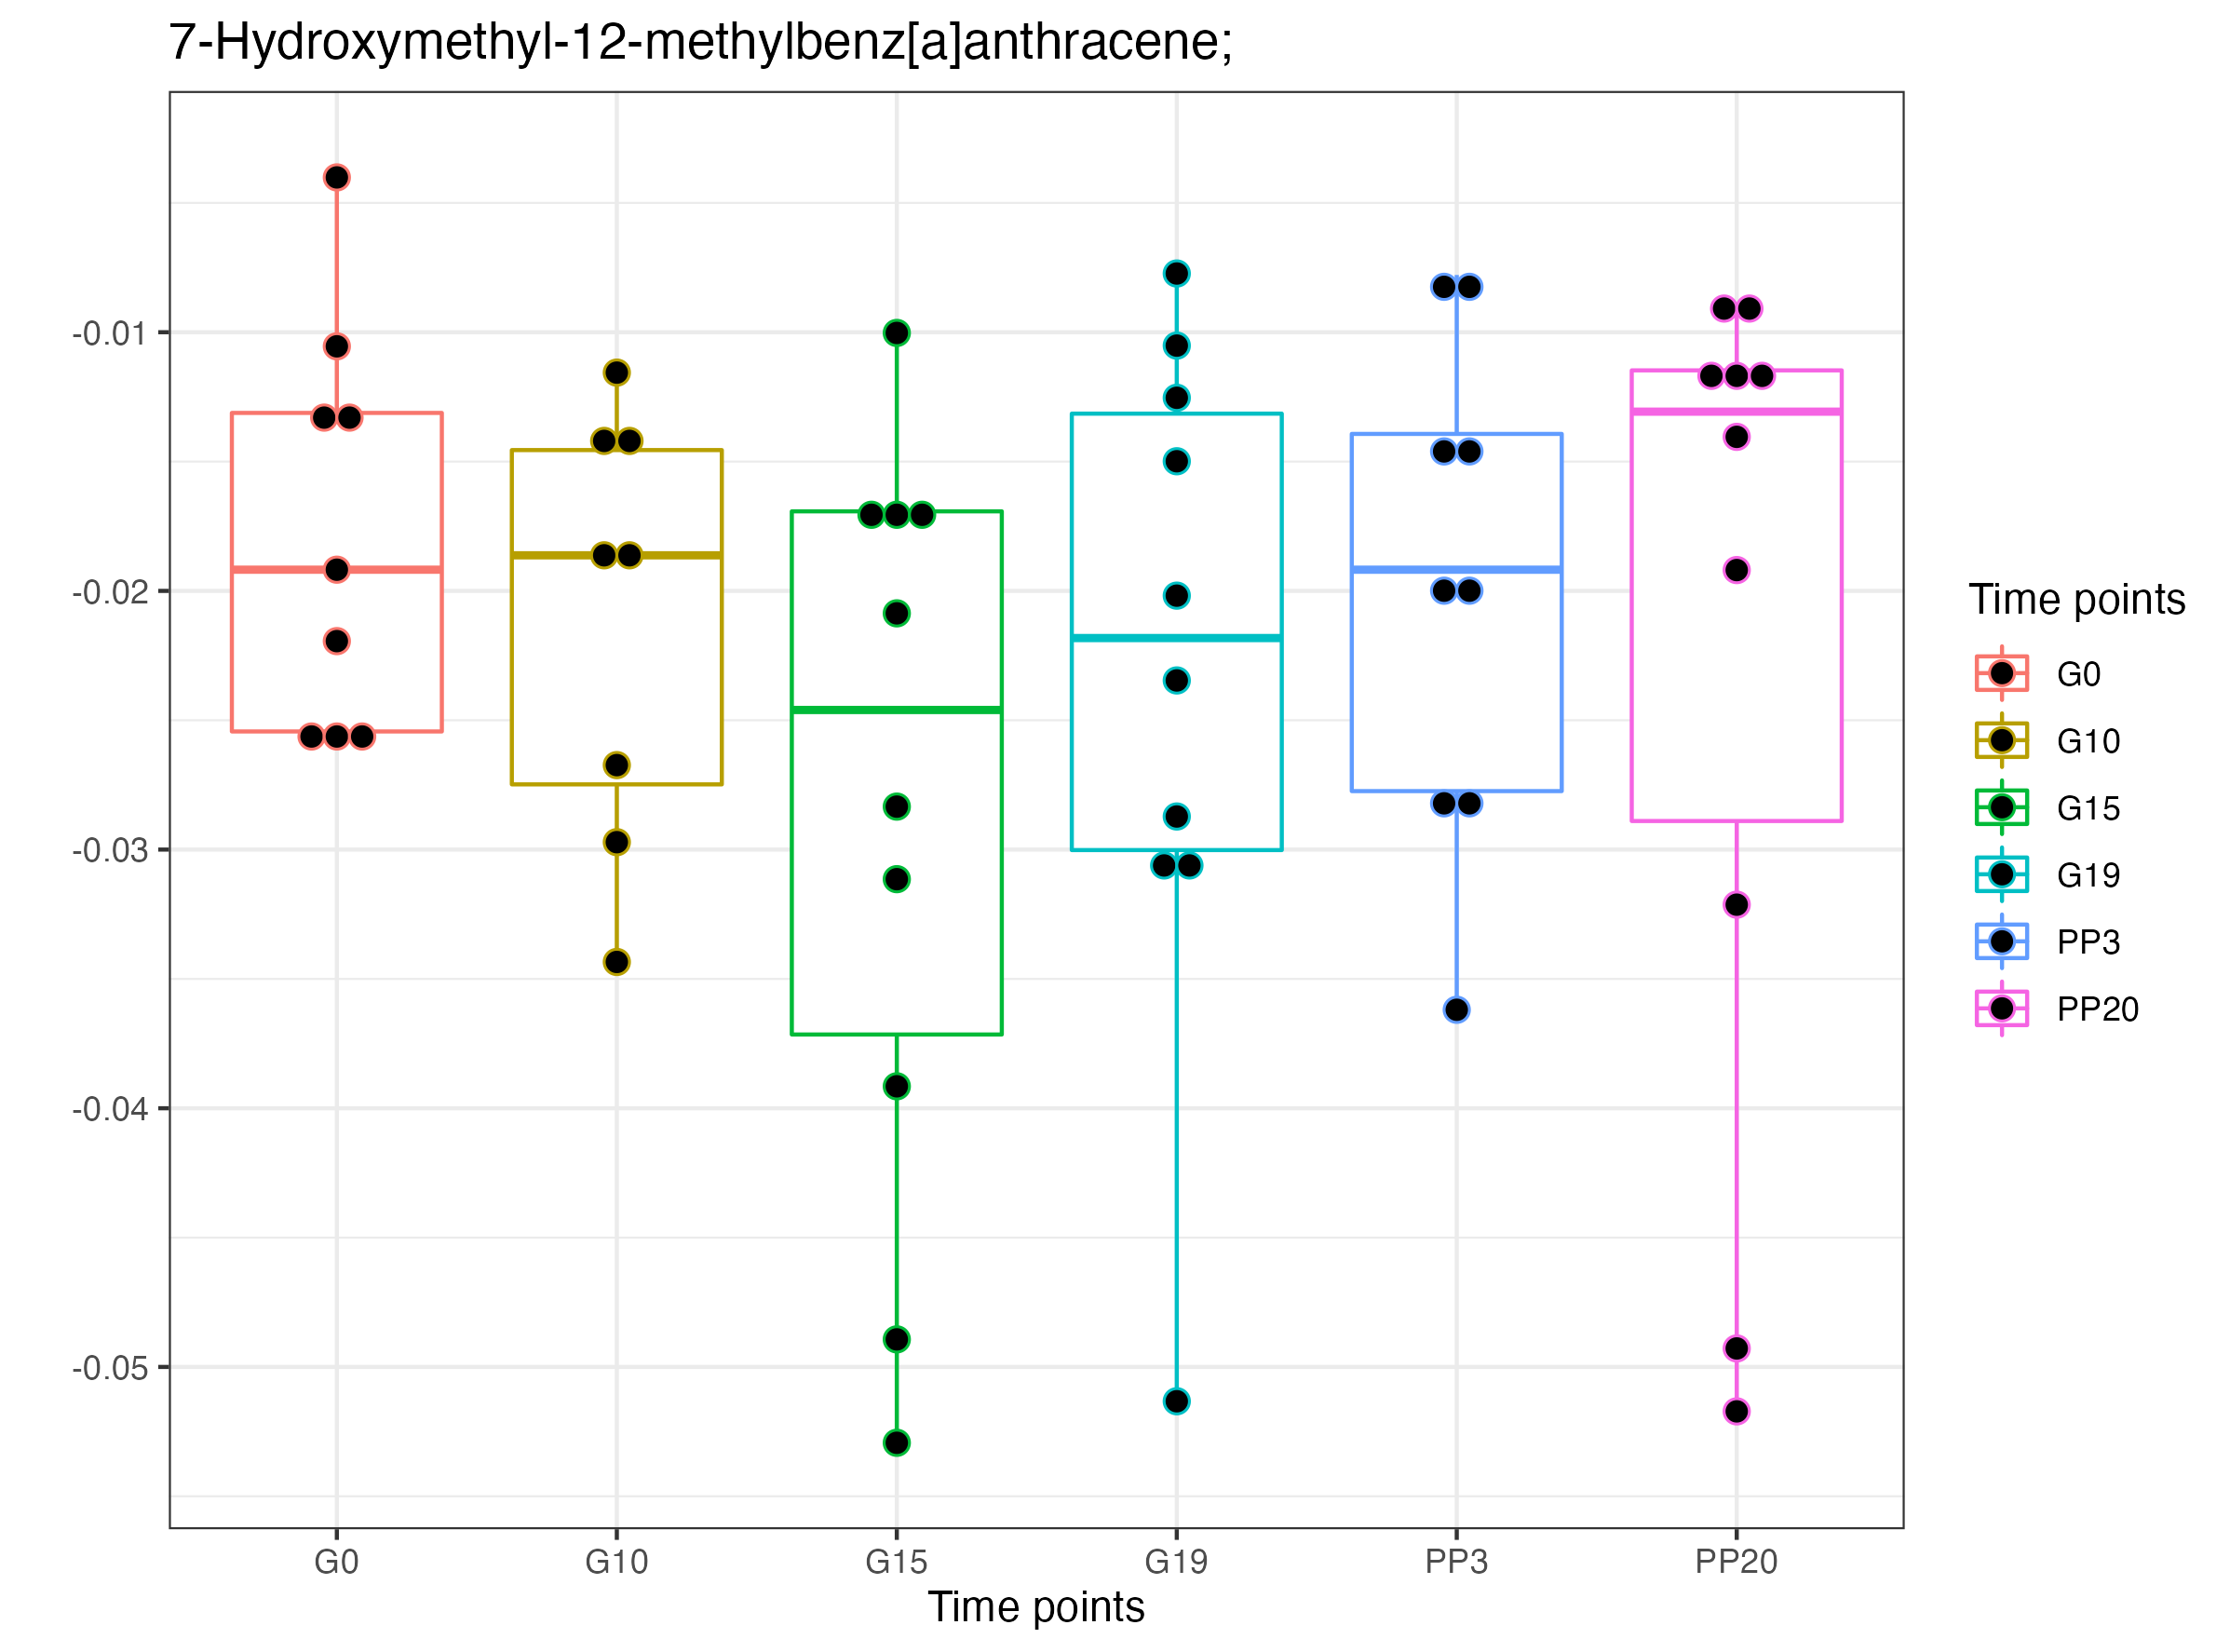 7-Hydroxymethyl-12-methylbenz[a]anthracene;
-0.01
-0.02
-0.03
-0.04
-0.05
G0 G10 G15 G19 PP3 PP20
Time points
Time points
G0
G10
G15
G19
PP3
PP20